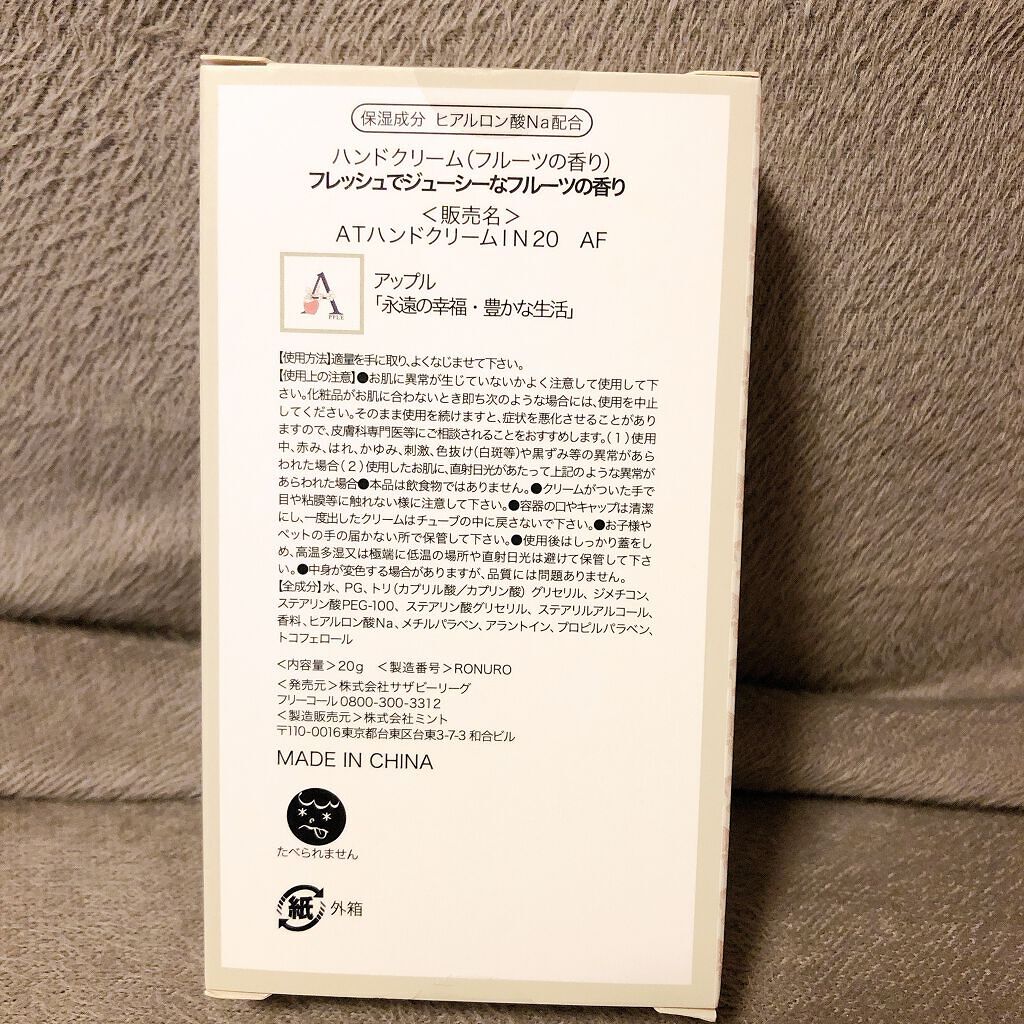 保湿成分 ヒアルロン酸Na配合
ハンドクリーム(フルーツの香り)
フレッシュでジューシーなフルーツの香り
＜販売名＞
ATハンドクリームIN20　AF
A
PPLE
アップル
「永遠の幸福・豊かな生活」
【使用方法】適量を手に取り、よくなじませて下さい。
【使用上の注意】●お肌に異常が生じていないかよく注意して使用して下
さい。化粧品がお肌に合わないとき即ち次のような場合には、使用を中止
してください。そのまま使用を続けますと、症状を悪化させることがあり
ますので、皮膚科専門医等にご相談されることをおすすめします。(1)使用
中、赤み、はれ、かゆみ、刺激、色抜け(白斑等)や黒ずみ等の異常があら
われた場合(2)使用したお肌に、直射日光があたって上記のような異常が
あらわれた場合●本品は飲食物ではありません。●クリームがついた手で
目や粘膜等に触れない様に注意して下さい。●容器の口やキャップは清潔
にし、一度出したクリームはチューブの中に戻さないで下さい。●お子様や
ペットの手の届かない所で保管して下さい。●使用後はしっかり蓋をし
め、高温多湿又は極端に低温の場所や直射日光は避けて保管して下さ
い。●中身が変色する場合がありますが、品質には問題ありません。
【全成分】水、PG、トリ(カプリル酸／カプリン酸)グリセリル、ジメチコン、
ステアリン酸PEG-100、ステアリン酸グリセリル、ステアリルアルコール、
香料、ヒアルロン酸Na、メチルパラベン、アラントイン、プロピルパラベン、
トコフェロール
＜内容量＞20g　＜製造番号＞RONURO
＜発売元＞株式会社サザビーリーグ
フリーコール 0800-300-3312
＜製造販売元＞株式会社ミント
〒110-0016東京都台東区台東3-7-3 和合ビル
MADE IN CHINA
たべられません
紙 外箱